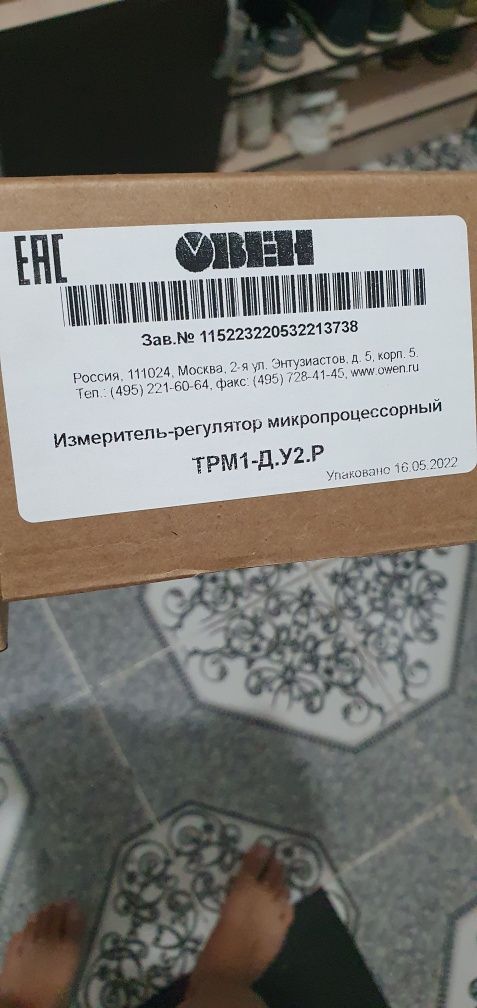 ЕАС
ОВЕН
Зав.№ 115223220532213738
Россия, 111024, Москва, 2-я ул. Энтузиастов, д. 5, корп. 5.
Тел.: (495) 221-60-64, факс: (495) 728-41-45, www.owen.ru
Измеритель-регулятор микропроцессорный
ТРМ1-Д.У2.Р
Упаковано 16.05.2022